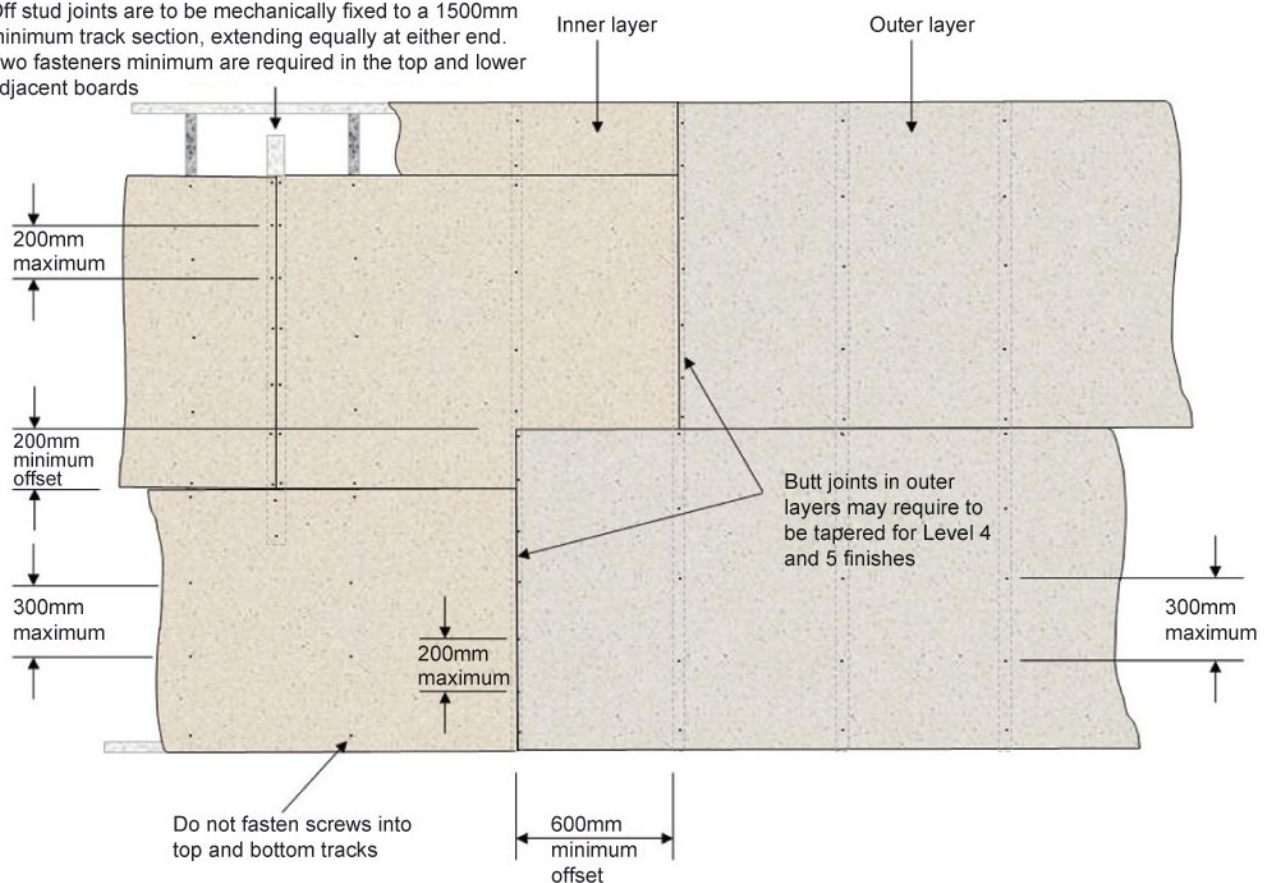 Off stud joints are to be mechanically fixed to a 1500mm
minimum track section, extending equally at either end.
Two fasteners minimum are required in the top and lower
adjacent boards
Inner layer
Outer layer
200mm
maximum
200mm
minimum
offset
Butt joints in outer
layers may require to
be tapered for Level 4
and 5 finishes
300mm
maximum
200mm
maximum
300mm
maximum
Do not fasten screws into
top and bottom tracks
600mm
minimum
offset